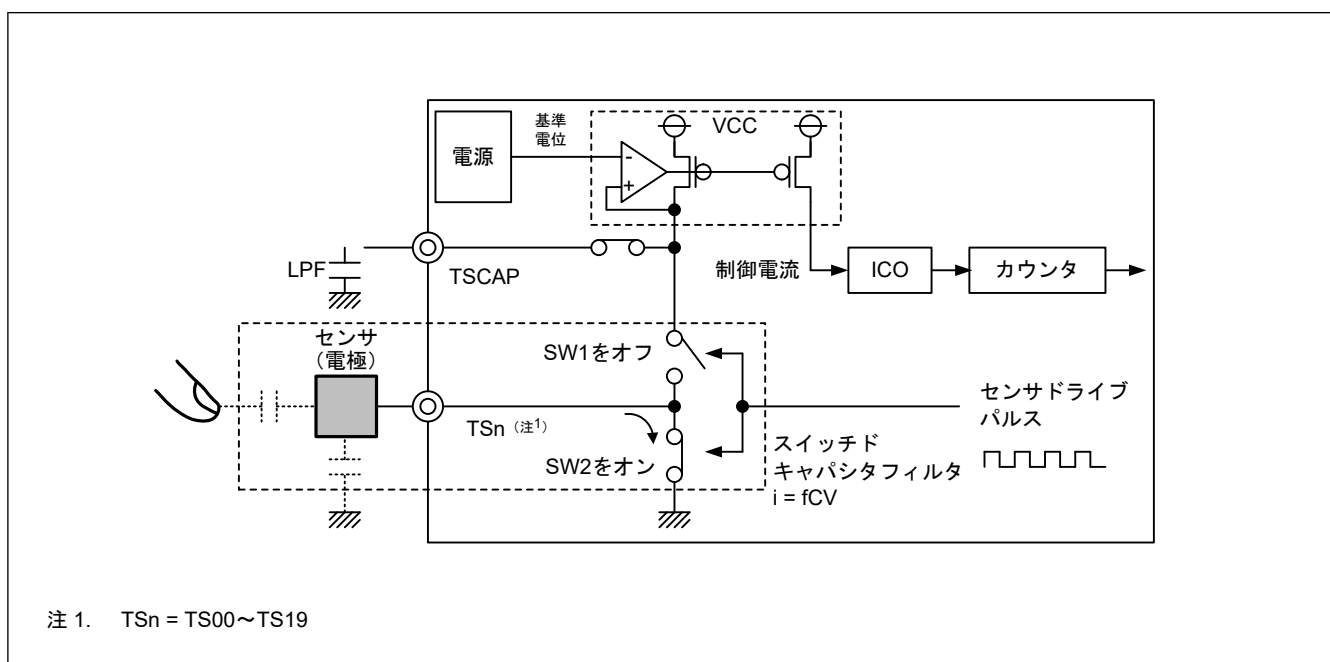 電源
基準
電位
VCC
-
+
LPF
TSCAP
制御電流
ICO
カウンタ
センサ
(電極)
SW1をオフ
TSn(注1)
SW2をオン
センサドライブ
パルス
スイッチド
キャパシタフィルタ
i = fCV
注 1. TSn = TS00~TS19